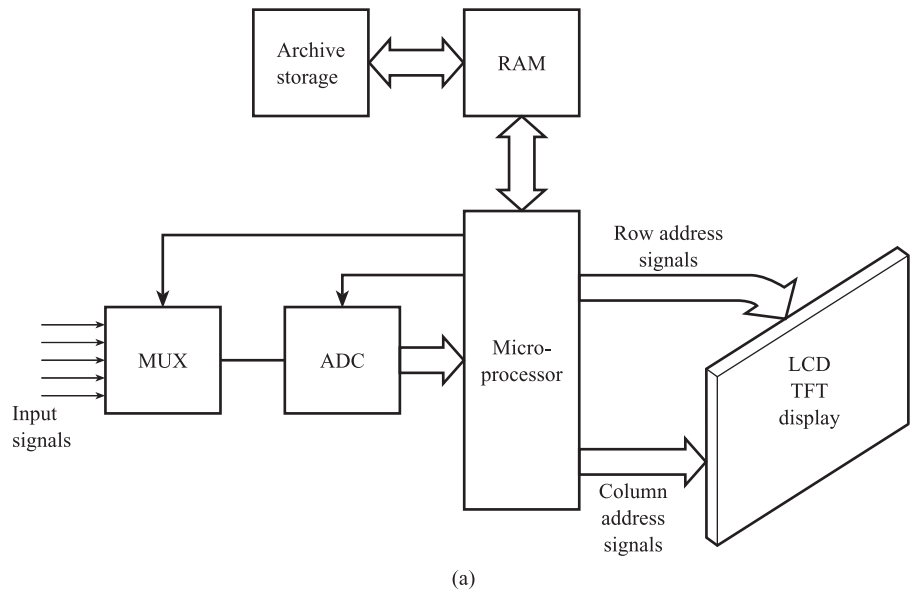 Archive
storage
RAM
Row address
signals
MUX
ADC
Micro-
processor
LCD
TFT
display
Input
signals
Column
address
signals
(a)